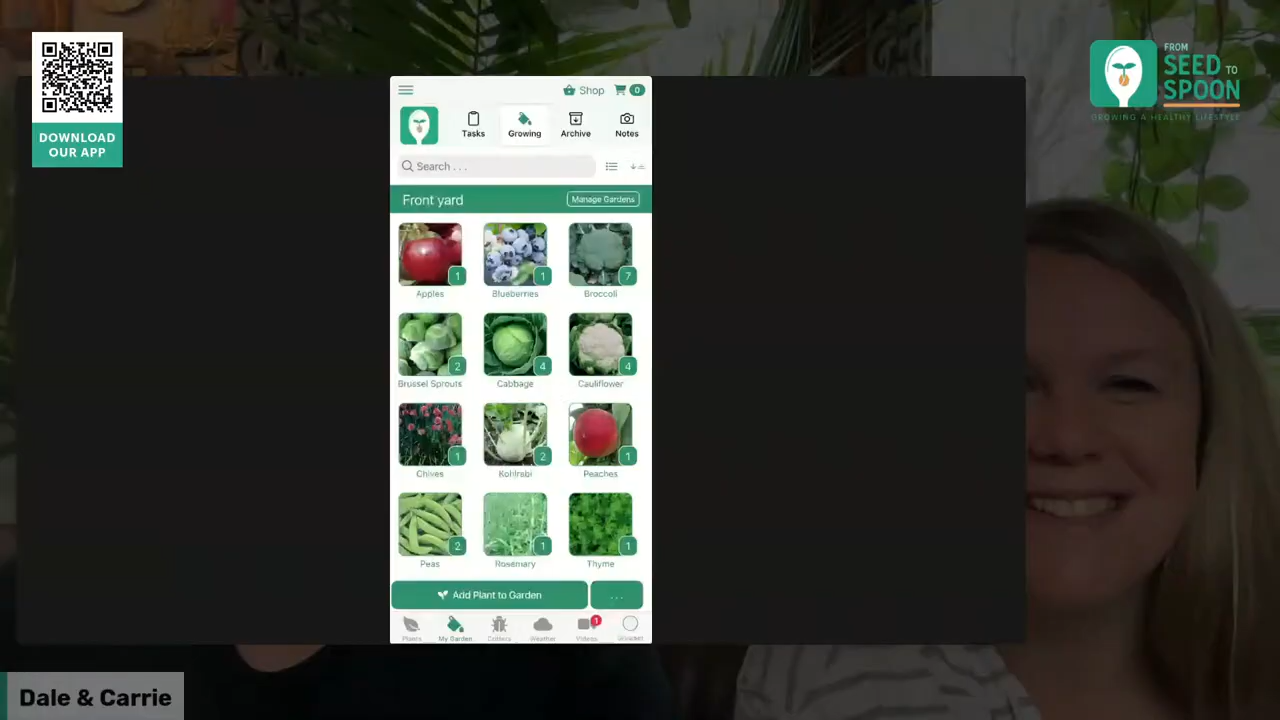 DOWNLOAD
OUR APP
FROM
SEED TO
SPOON
GROWING A HEALTHY LIFESTYLE
Shop
0
Tasks
Growing
Archive
Notes
Search . . .
Front yard
Manage Gardens
1
1
7
Apples
Blueberries
Broccoli
2
4
4
Brussel Sprouts
Cabbage
Cauliflower
1
2
1
Chives
Kohlrabi
Peaches
2
1
1
Peas
Rosemary
Thyme
Add Plant to Garden
...
1
Plants
My Garden
Critters
Weather
Videos
Dale & Carrie